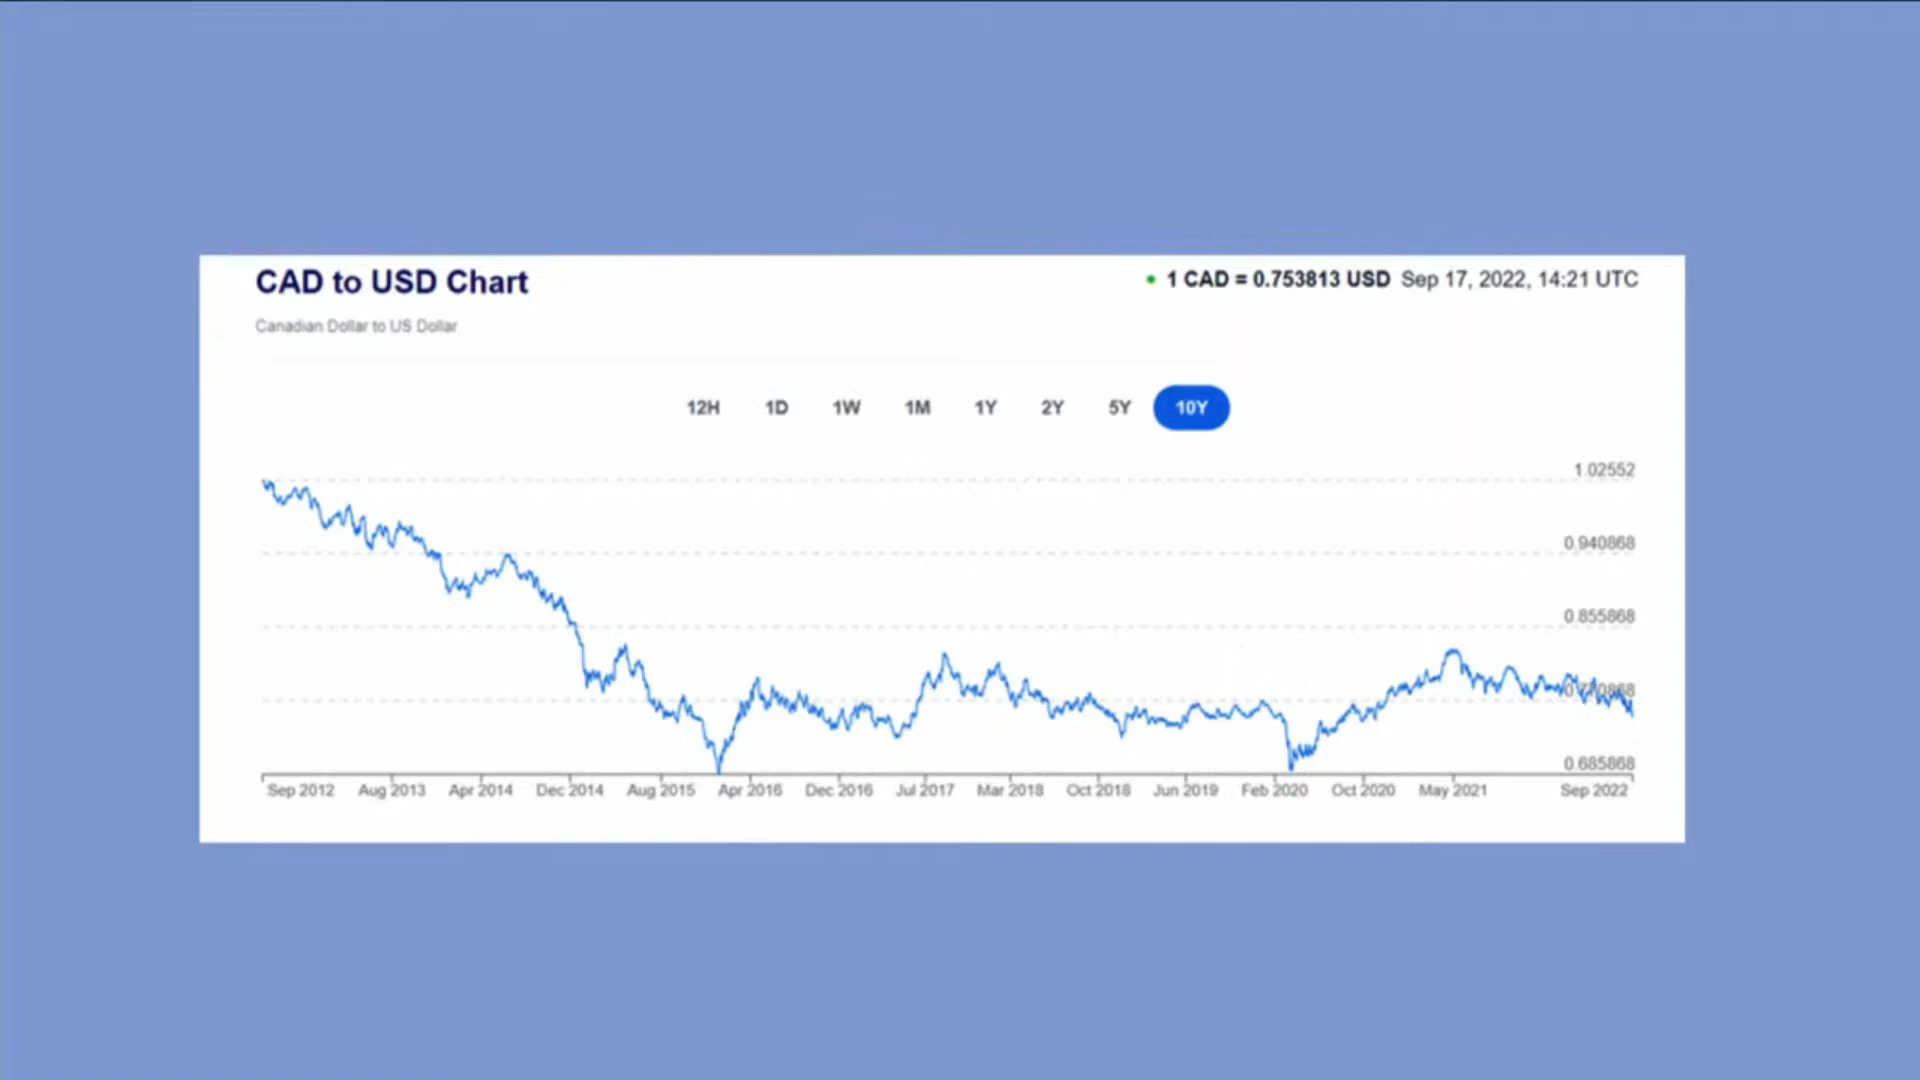 CAD to USD Chart
1 CAD = 0.753813 USD Sep 17, 2022, 14:21 UTC
Canadian Dollar to US Dollar
12H 1D 1W 1M 1Y 2Y 5Y 10Y
1.02552
0.940868
0.855868
0.770868
0.685868
Sep 2012 Aug 2013 Apr 2014 Dec 2014 Aug 2015 Apr 2016 Dec 2016 Jul 2017 Mar 2018 Oct 2018 Jun 2019 Feb 2020 Oct 2020 May 2021 Sep 2022